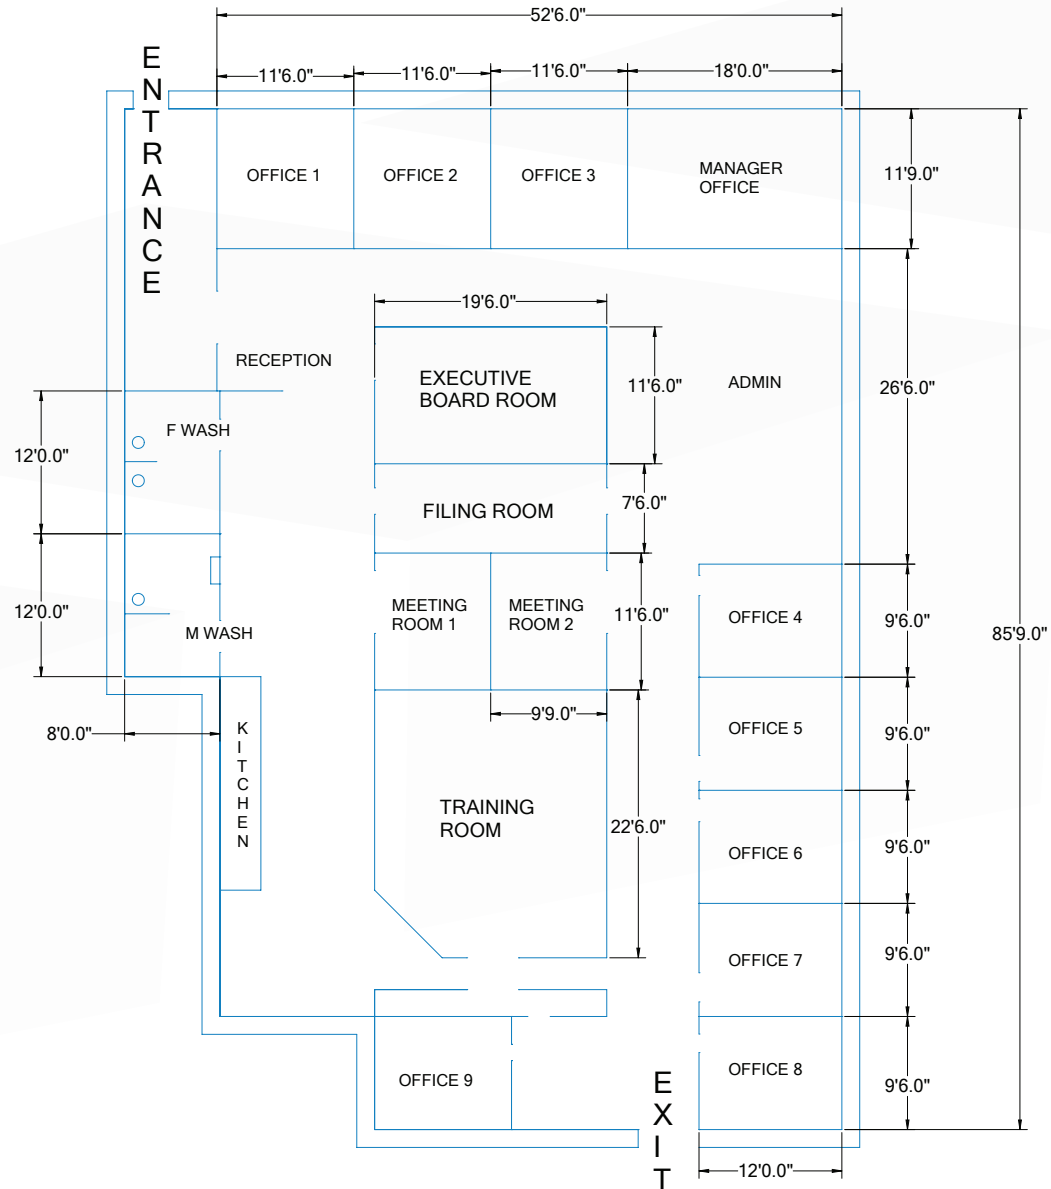 52'6.0"
11'6.0"
11'6.0"
11'6.0"
18'0.0"
ENTRANCE
OFFICE 1
OFFICE 2
OFFICE 3
MANAGER
OFFICE
11'9.0"
19'6.0"
RECEPTION
EXECUTIVE
BOARD ROOM
11'6.0"
ADMIN
26'6.0"
F WASH
12'0.0"
FILING ROOM
7'6.0"
12'0.0"
M WASH
MEETING
ROOM 1
MEETING
ROOM 2
11'6.0"
OFFICE 4
9'6.0"
85'9.0"
8'0.0"
KITCHEN
9'9.0"
OFFICE 5
9'6.0"
TRAINING
ROOM
22'6.0"
OFFICE 6
9'6.0"
OFFICE 7
9'6.0"
OFFICE 9
EXIT
OFFICE 8
9'6.0"
12'0.0"